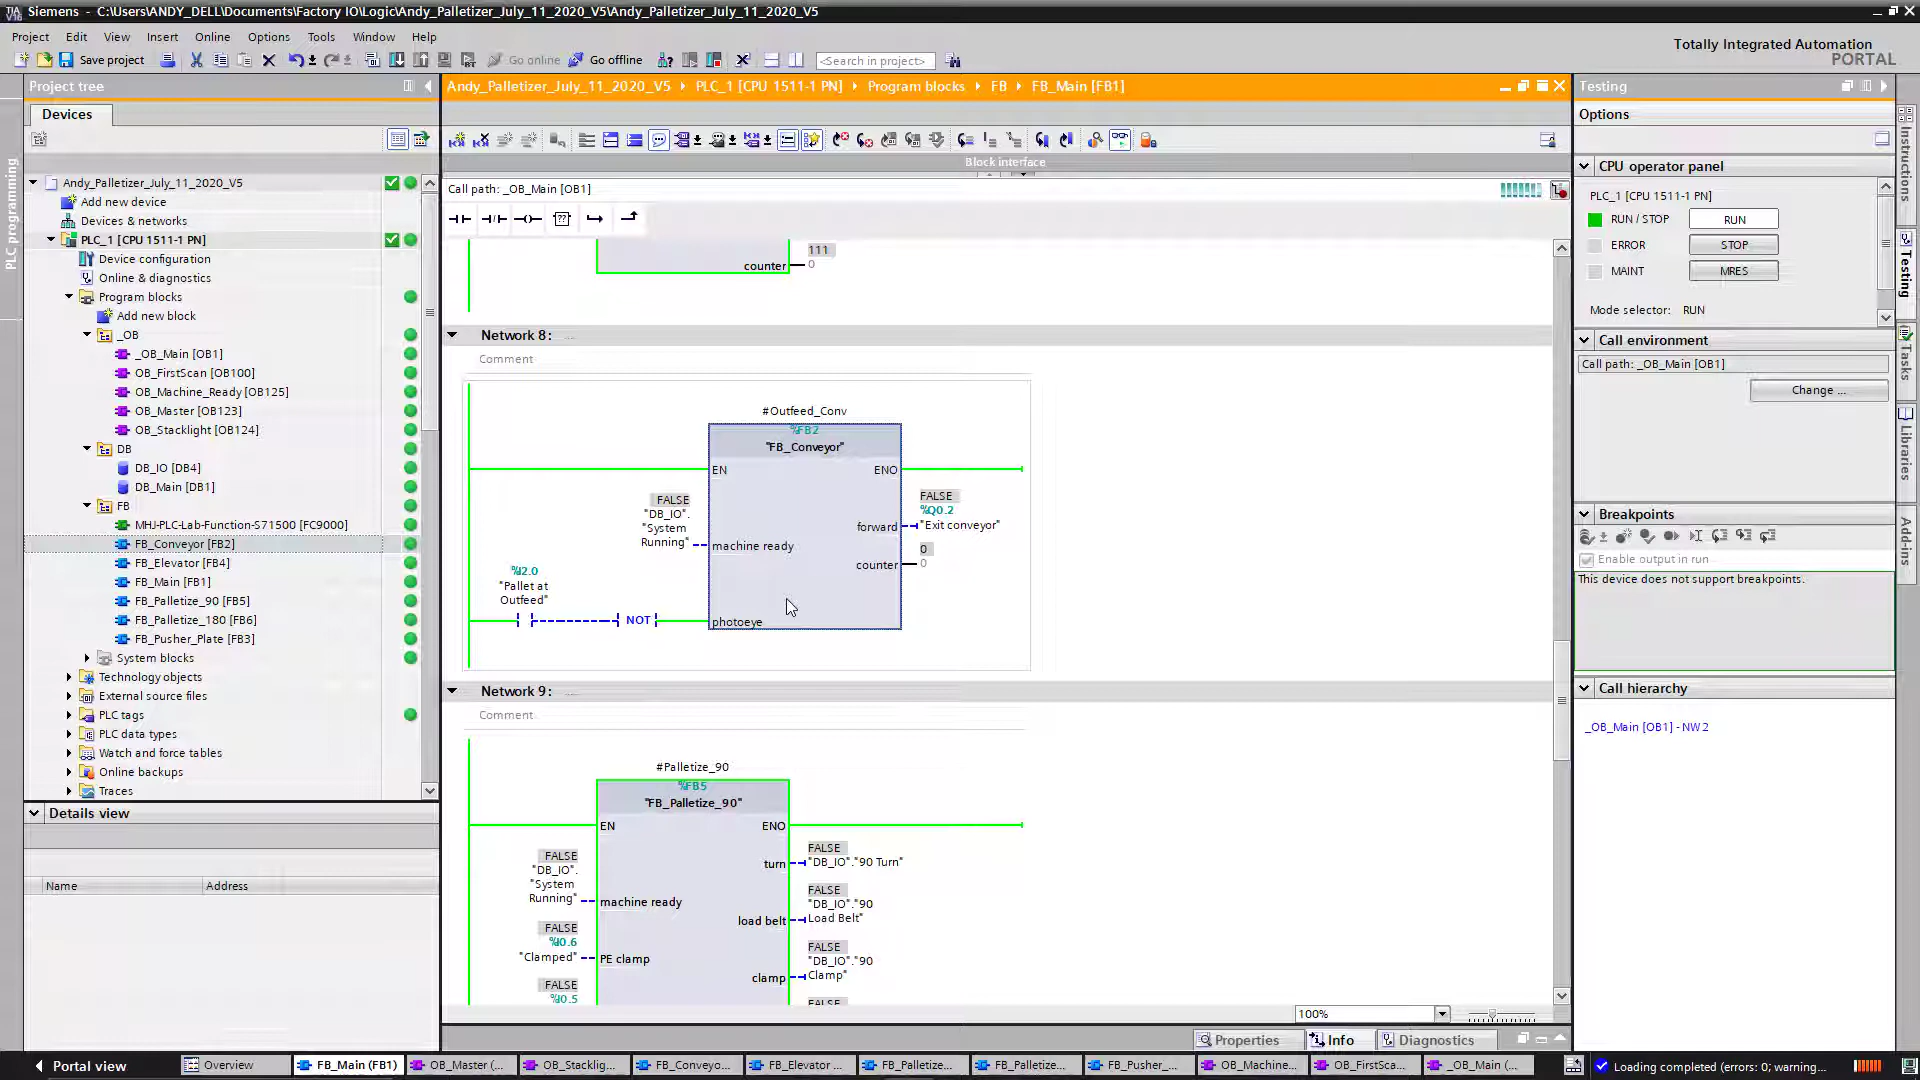 Siemens - C:\Users\ANDY_DELL\Documents\Factory IO\Logic\Andy_Palletizer_July_11_2020_V5\Andy_Palletizer_July_11_2020_V5
Project Edit View Insert Online Options Tools Window Help
Totally Integrated Automation
PORTAL
Save project
Go online
Go offline
<Search in project>
Project tree
Andy_Palletizer_July_11_2020_V5 PLC_1 [CPU 1511-1 PN] Program blocks FB FB_Main [FB1]
Testing
Devices
Options
PLC programming
Block interface
Call path: _OB_Main [OB1]
Andy_Palletizer_July_11_2020_V5
Add new device
Devices & networks
PLC_1 [CPU 1511-1 PN]
Device configuration
Online & diagnostics
Program blocks
Add new block
_OB
_OB_Main [OB1]
OB_FirstScan [OB100]
OB_Machine_Ready [OB125]
OB_Master [OB123]
OB_Stacklight [OB124]
DB
DB_IO [DB4]
DB_Main [DB1]
FB
MHJ-PLC-Lab-Function-S71500 [FC9000]
FB_Conveyor [FB2]
FB_Elevator [FB4]
FB_Main [FB1]
FB_Palletize_90 [FB5]
FB_Palletize_180 [FB6]
FB_Pusher_Plate [FB3]
System blocks
Technology objects
External source files
PLC tags
PLC data types
Watch and force tables
Online backups
Traces
Details view
Name Address
??
111
counter 0
Network 8: ...
Comment
#Outfeed_Conv
%FB2
"FB_Conveyor"
EN ENO
FALSE
"DB_IO".
"System
Running"
machine ready
FALSE
%Q0.2
forward "Exit conveyor"
0
counter 0
%I2.0
"Pallet at
Outfeed"
NOT
photoeye
Network 9: ...
Comment
#Palletize_90
%FB5
"FB_Palletize_90"
EN ENO
FALSE
"DB_IO".
"System
Running"
machine ready
FALSE
turn "DB_IO"."90 Turn"
FALSE
"DB_IO"."90
load belt Load Belt"
FALSE
%I0.6
"Clamped" PE clamp
FALSE
"DB_IO"."90
clamp Clamp"
FALSE
%I0.5
FALSE
100%
Properties Info Diagnostics
CPU operator panel
PLC_1 [CPU 1511-1 PN]
RUN / STOP RUN
ERROR STOP
MAINT MRES
Mode selector: RUN
Call environment
Call path: _OB_Main [OB1]
Change ...
Breakpoints
Enable output in run
This device does not support breakpoints.
Call hierarchy
_OB_Main [OB1] - NW2
Instructions
Testing
Tasks
Libraries
Add-ins
Portal view
Overview
FB_Main (FB1)
OB_Master (...
OB_Stacklig...
FB_Conveyo...
FB_Elevator ...
FB_Palletize...
FB_Palletize...
FB_Pusher_...
OB_Machine...
OB_FirstSca...
_OB_Main (...
Loading completed (errors: 0; warning...